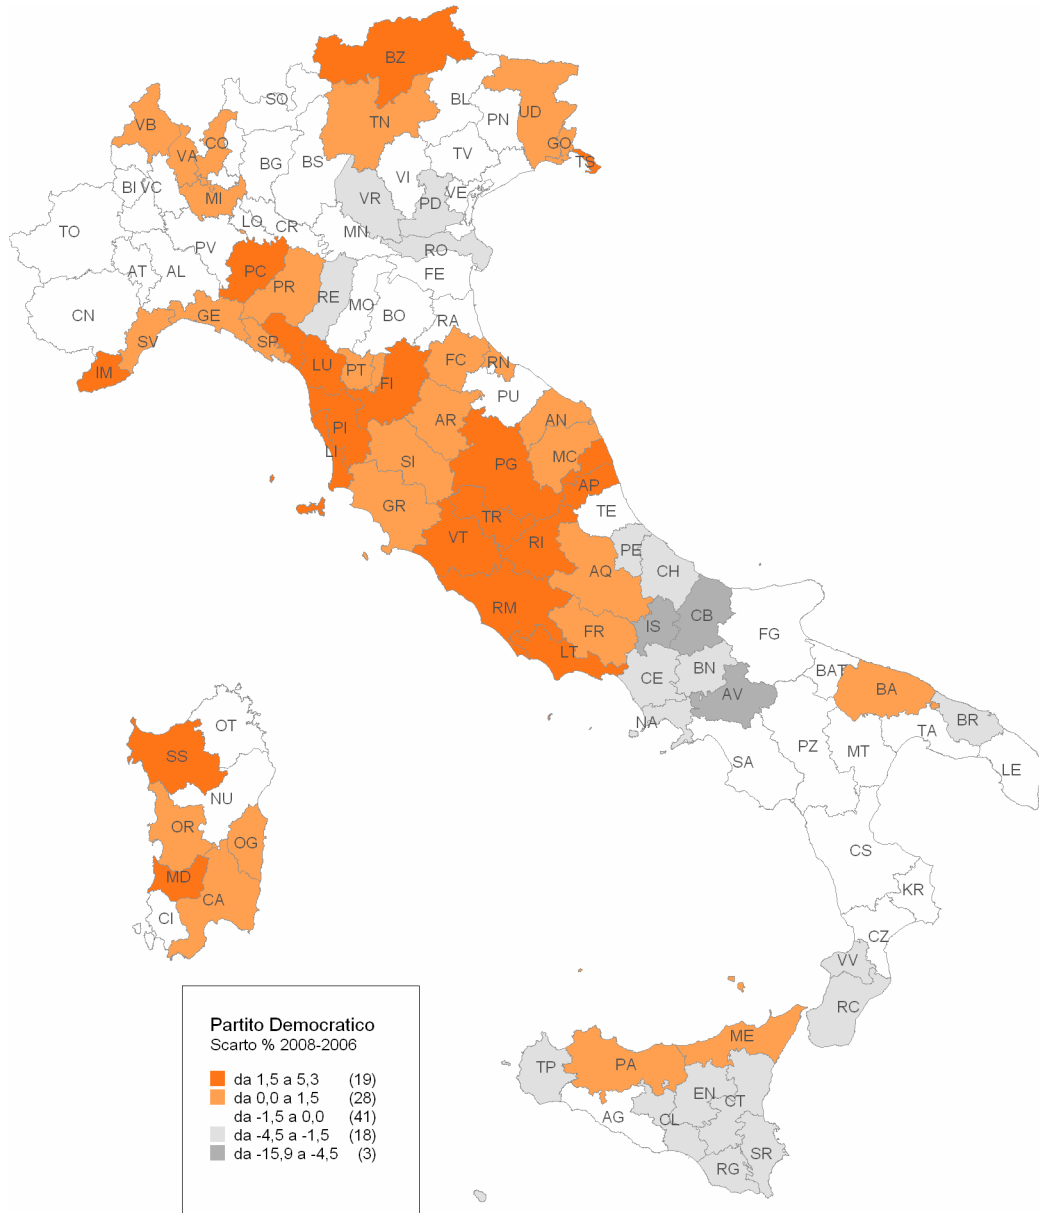 BZ
SO
BL
UD
PN
VB
CO
TN
GO
VA
BG
BS
TV
TS
VI
BI
VC
MI
VR
PD
VE
LO
CR
TO
MN
PV
RO
AT
AL
PC
FE
PR
RE
MO
CN
GE
BO
RA
SV
SP
IM
LU
PT
FI
FC
RN
PU
AR
AN
PI
LI
SI
MC
PG
AP
GR
TR
TE
VT
RI
PE
AQ
CH
RM
IS
CB
FR
FG
LT
CE
BN
BAT
BA
AV
NA
BR
OT
TA
SS
SA
PZ
MT
LE
NU
OR
OG
CS
MD
CA
KR
CI
CZ
VV
RC
ME
TP
PA
EN
CT
AG
CL
SR
RG
Partito Democratico
Scarto % 2008-2006
da 1,5 a 5,3 (19)
da 0,0 a 1,5 (28)
da -1,5 a 0,0 (41)
da -4,5 a -1,5 (18)
da -15,9 a -4,5 (3)